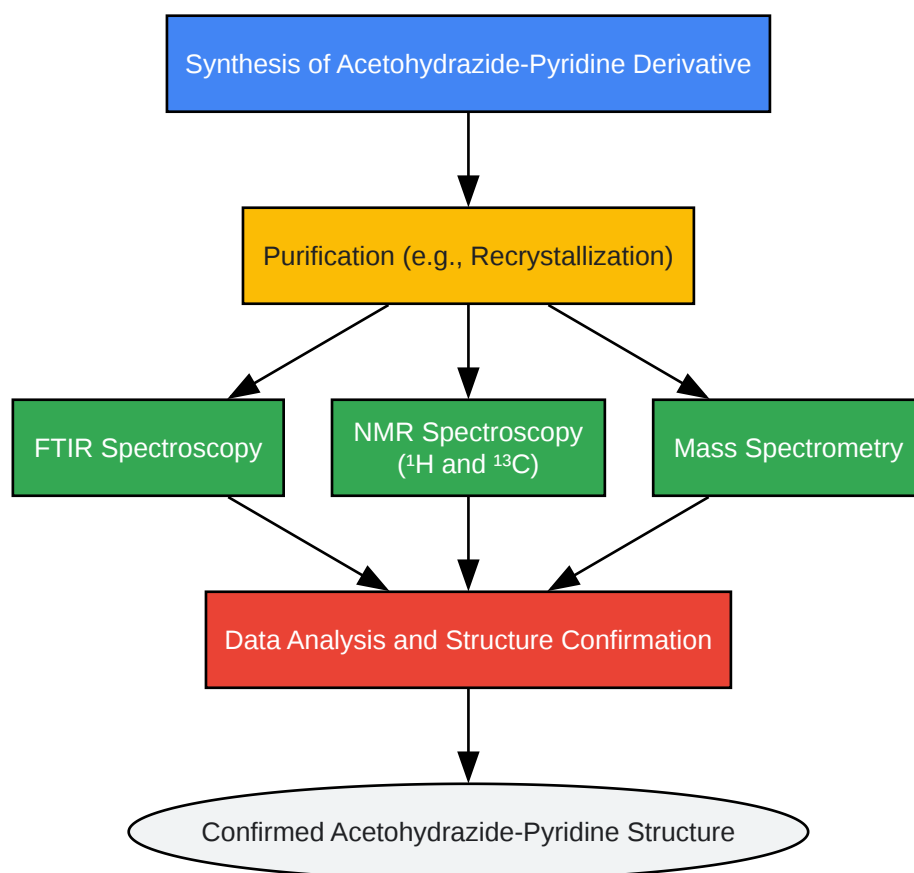 Synthesis of Acetohydrazide-Pyridine Derivative
Purification (e.g., Recrystallization)
FTIR Spectroscopy
NMR Spectroscopy
(¹H and ¹³C)
Mass Spectrometry
Data Analysis and Structure Confirmation
Confirmed Acetohydrazide-Pyridine Structure